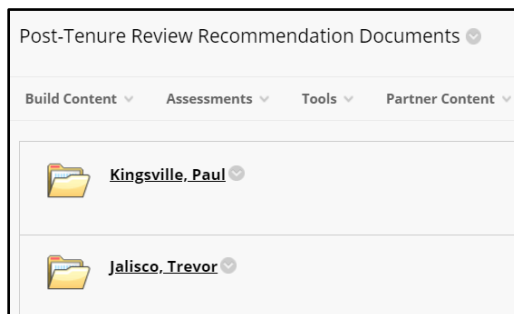 Post-Tenure Review Recommendation Documents
Build Content Assessments Tools Partner Content
Kingsville, Paul
Jalisco, Trevor